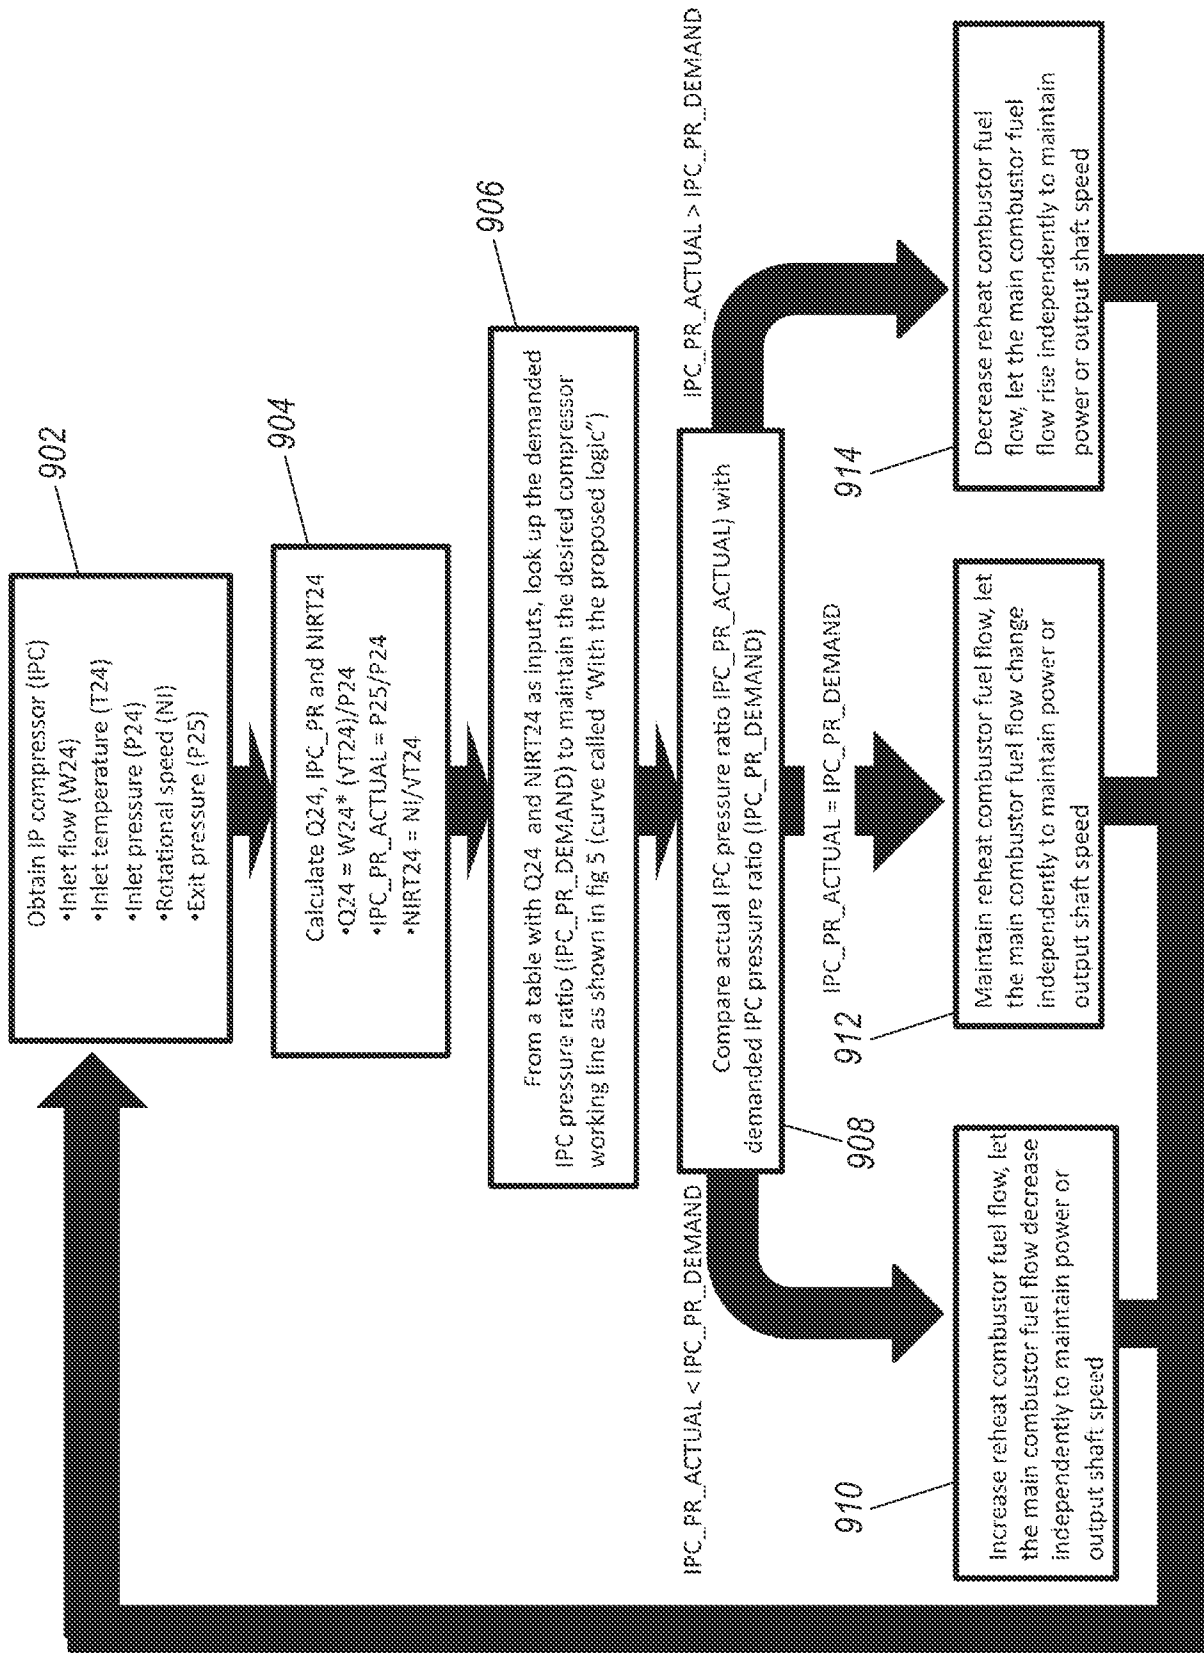 Obtain IP compressor (IPC)
•Inlet flow (W24)
•Inlet temperature (T24)
•Inlet pressure (P24)
•Rotational speed (NI)
•Exit pressure (P25)
902
Calculate Q24, IPC_PR and NIRT24
•Q24 = W24* (√T24)/P24
•IPC_PR_ACTUAL = P25/P24
•NIRT24 = NI/√T24
904
From a table with Q24 and NIRT24 as inputs, look up the demanded
IPC pressure ratio (IPC_PR_DEMAND) to maintain the desired compressor
working line as shown in fig 5 (curve called "With the proposed logic")
906
Compare actual IPC pressure ratio IPC_PR_ACTUAL) with
demanded IPC pressure ratio (IPC_PR_DEMAND)
908
IPC_PR_ACTUAL < IPC_PR_DEMAND
IPC_PR_ACTUAL = IPC_PR_DEMAND
IPC_PR_ACTUAL > IPC_PR_DEMAND
910
Increase reheat combustor fuel flow, let
the main combustor fuel flow decrease
independently to maintain power or
output shaft speed
912
Maintain reheat combustor fuel flow, let
the main combustor fuel flow change
independently to maintain power or
output shaft speed
914
Decrease reheat combustor fuel
flow, let the main combustor fuel
flow rise independently to maintain
power or output shaft speed